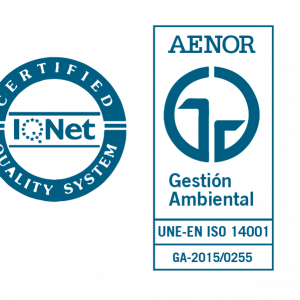 CERTIFIED
IQNet
QUALITY SYSTEM
AENOR
Gestión
Ambiental
UNE-EN ISO 14001
GA-2015/0255